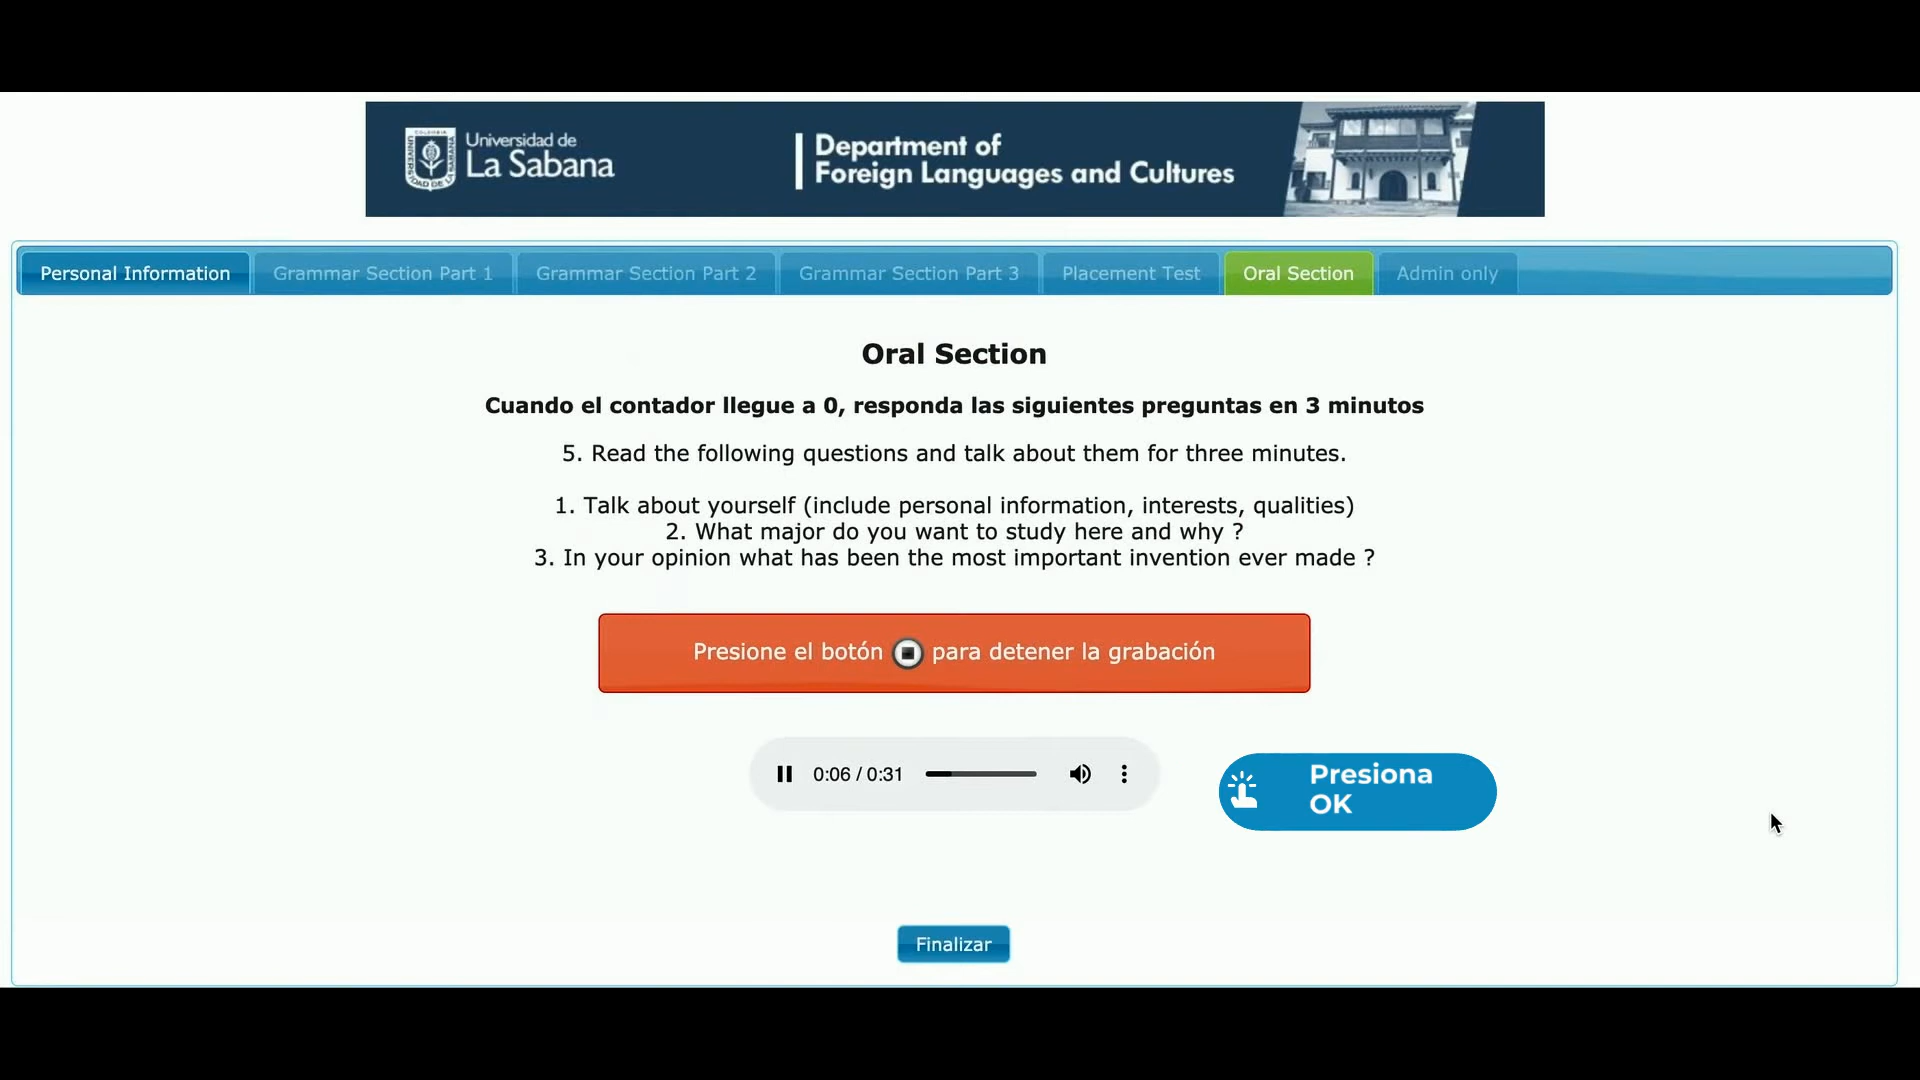 Universidad de
La Sabana
Department of
Foreign Languages and Cultures
Personal Information
Grammar Section Part 1
Grammar Section Part 2
Grammar Section Part 3
Placement Test
Oral Section
Admin only
Oral Section
Cuando el contador llegue a 0, responda las siguientes preguntas en 3 minutos
5. Read the following questions and talk about them for three minutes.
1. Talk about yourself (include personal information, interests, qualities)
2. What major do you want to study here and why ?
3. In your opinion what has been the most important invention ever made ?
Presione el botón para detener la grabación
0:06 / 0:31
Presiona
OK
Finalizar